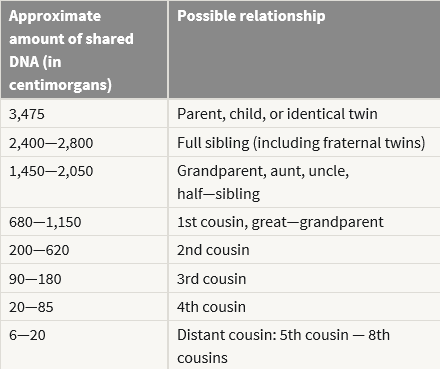 Approximate
amount of shared
DNA (in
centimorgans)
Possible relationship
3,475
Parent, child, or identical twin
2,400—2,800
Full sibling (including fraternal twins)
1,450—2,050
Grandparent, aunt, uncle,
half—sibling
680—1,150
1st cousin, great—grandparent
200—620
2nd cousin
90—180
3rd cousin
20—85
4th cousin
6—20
Distant cousin: 5th cousin — 8th
cousins